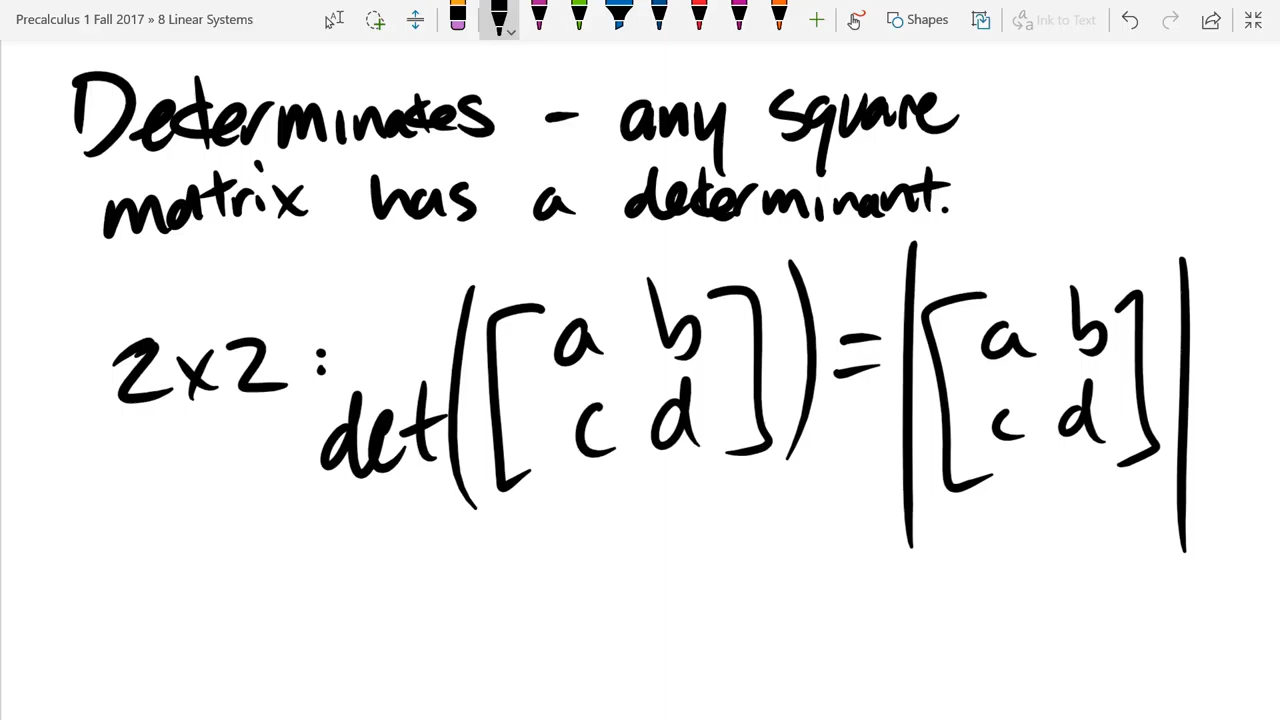 Precalculus 1 Fall 2017 » 8 Linear Systems Shapes Ink to Text
Determinates - any square
matrix has a determinant.
2x2: det([a b
c d]) = |[a b
c d]|